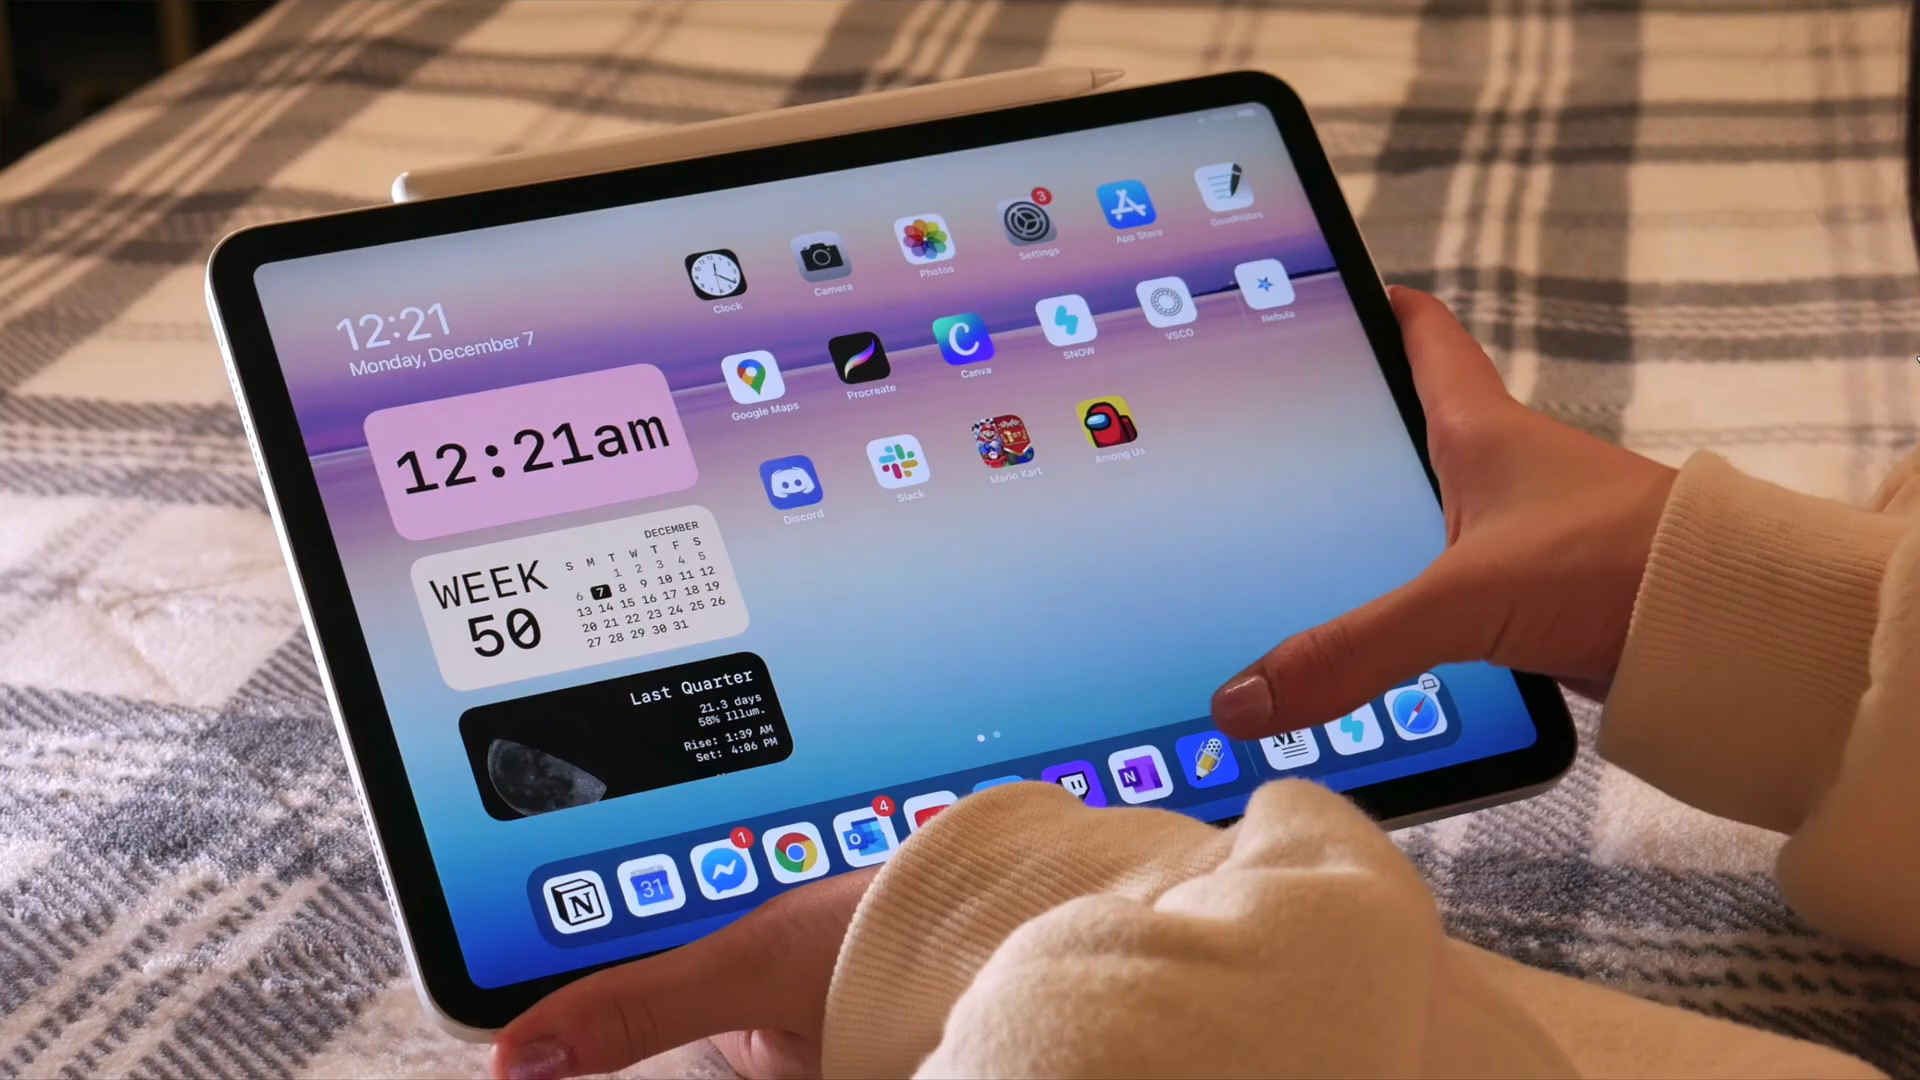 12:21
Monday, December 7
12:21am
WEEK
50
DECEMBER
S M T W T F S
1 2 3 4 5
6 7 8 9 10 11 12
13 14 15 16 17 18 19
20 21 22 23 24 25 26
27 28 29 30 31
Last Quarter
21.3 days
58% Illum.
Rise: 1:39 AM
Set: 4:06 PM
Clock
Camera
Photos
3
Settings
App Store
GoodNotes
Google Maps
Procreate
C
Canva
SNOW
VSCO
Nebula
Discord
Slack
Mario Kart
Among Us
N
31
1
4
O
N
M